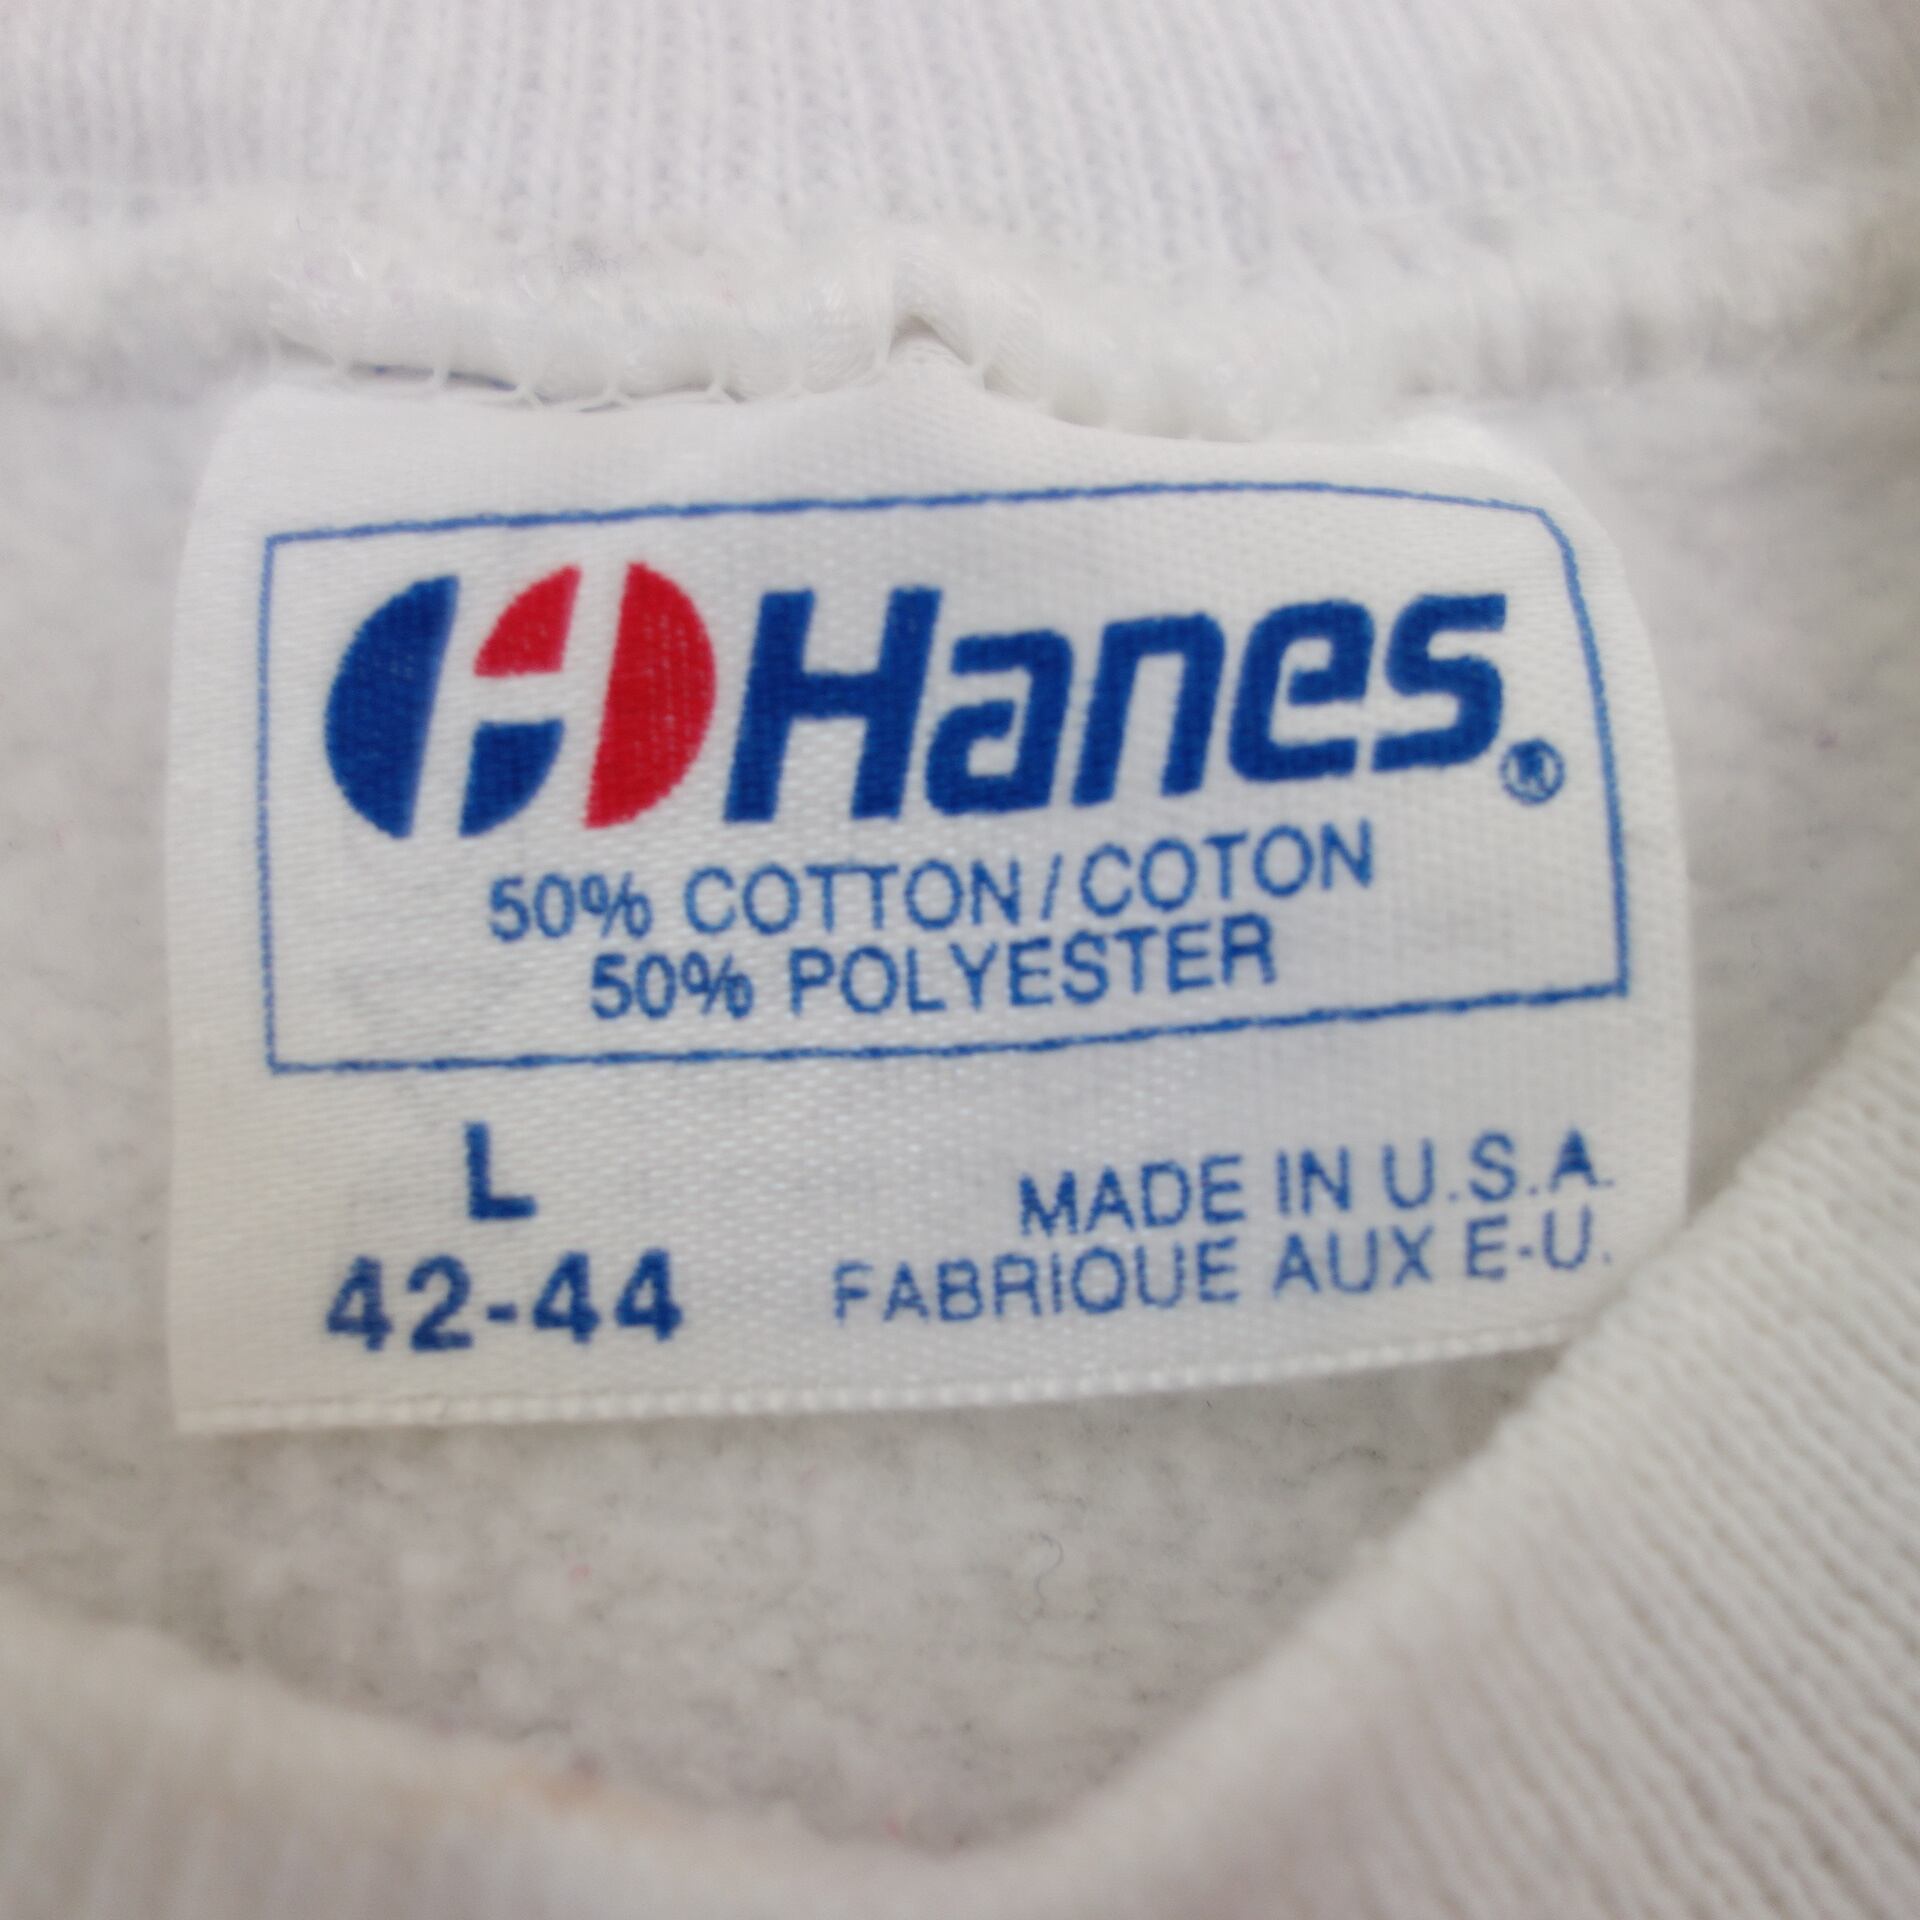 Hanes®
50% COTTON/COTON
50% POLYESTER
L
42-44
MADE IN U.S.A.
FABRIQUE AUX E-U.